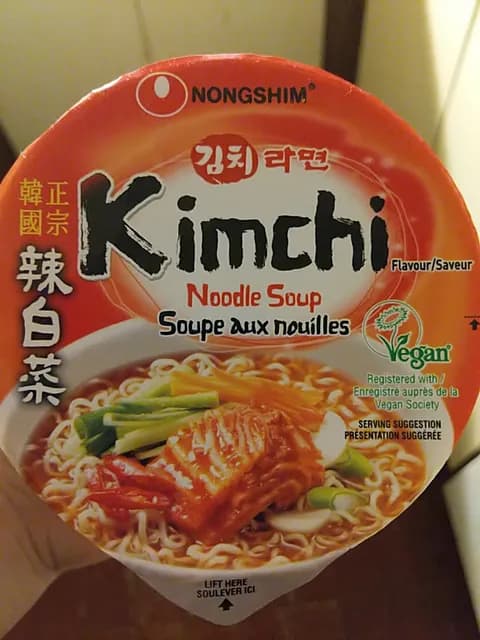 NONGSHIM®
김치 라면
韓國 正宗
辣白菜
Kimchi
Flavour/Saveur
Noodle Soup
Soupe aux nouilles
Vegan
Registered with /
Enregistré auprès de la
Vegan Society
SERVING SUGGESTION
PRÉSENTATION SUGGÉRÉE
LIFT HERE
SOULEVER ICI